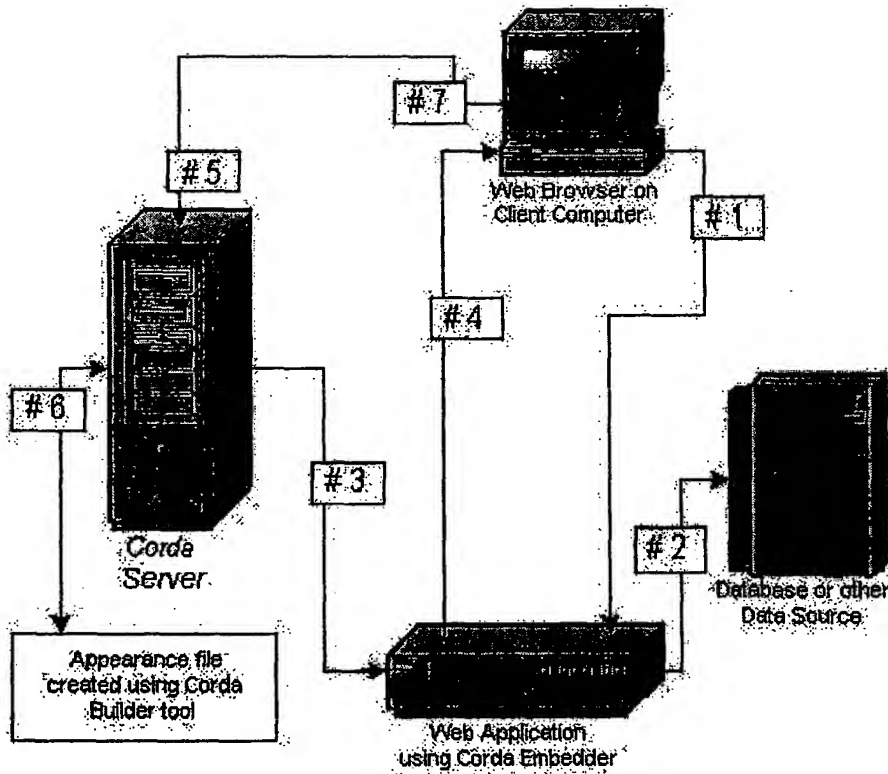 # 7
# 5
Web Browser on
Client Computer
# 1
# 4
# 6
# 3
Corda
Server
# 2
Database or other
Data Source
Appearance file
created using Corda
Builder tool
Web Application
using Corda Embedder